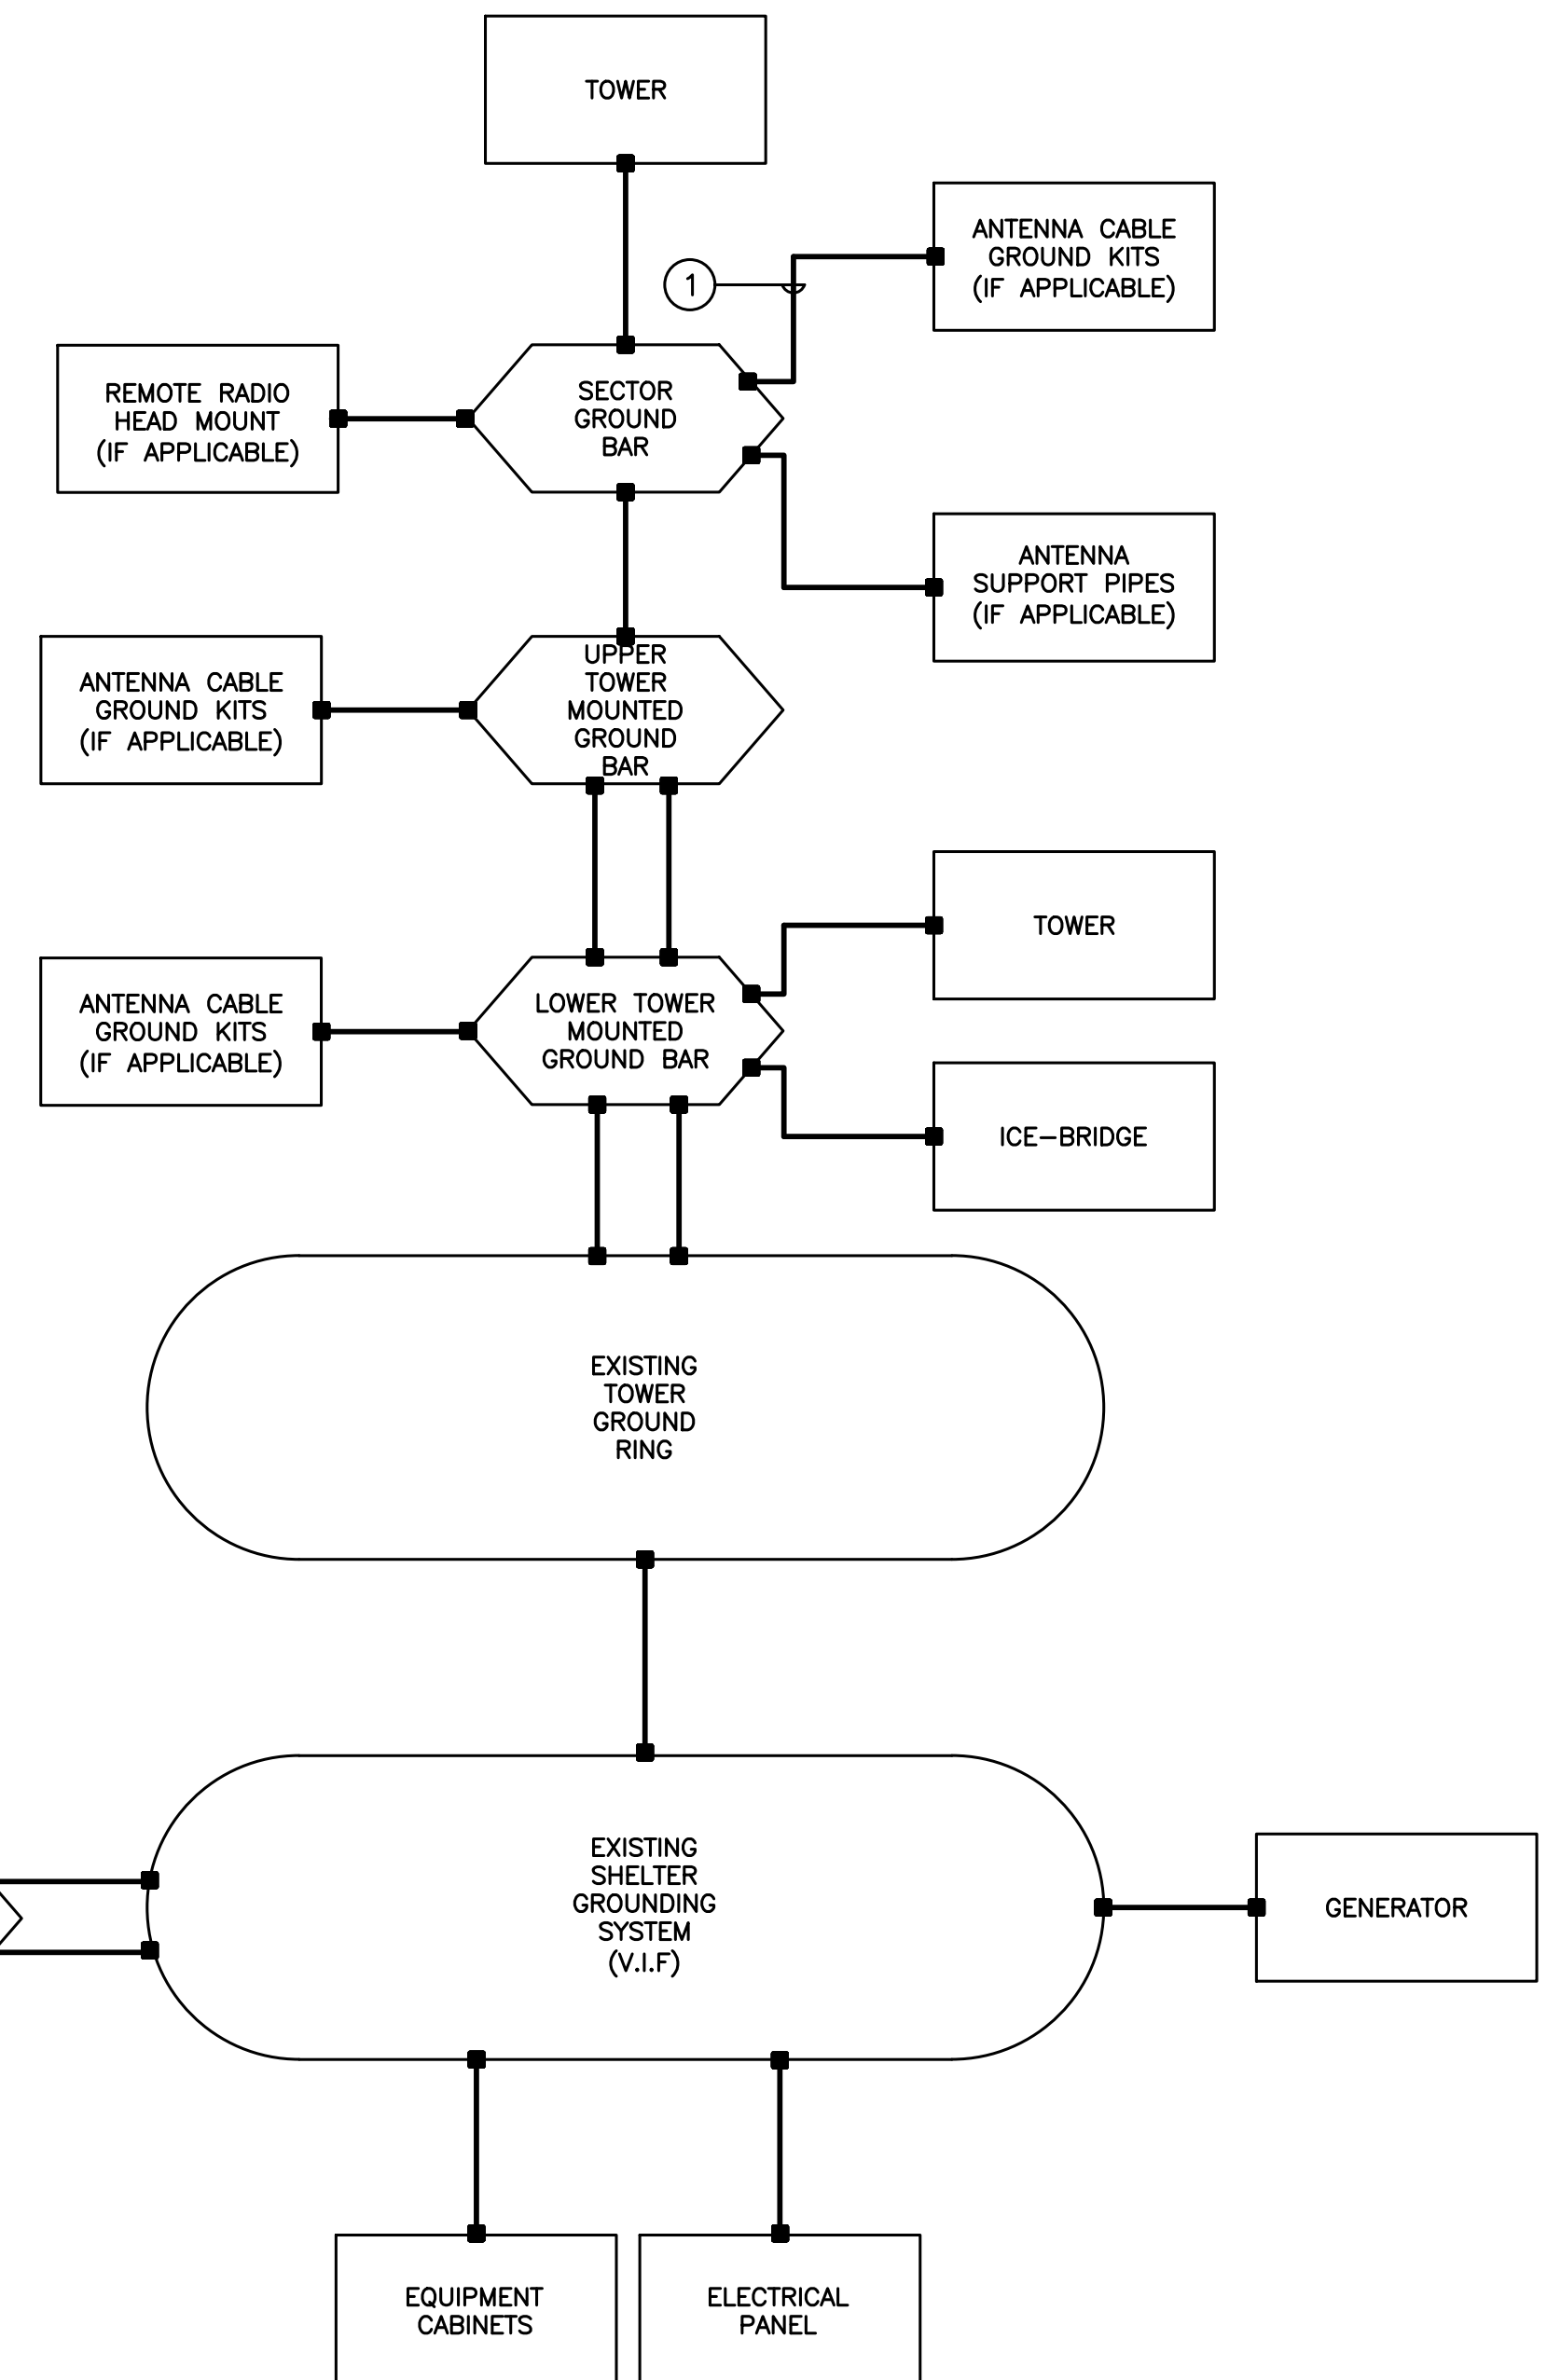 TOWER
ANTENNA CABLE
GROUND KITS
(IF APPLICABLE)
1
REMOTE RADIO
HEAD MOUNT
(IF APPLICABLE)
SECTOR
GROUND
BAR
ANTENNA
SUPPORT PIPES
(IF APPLICABLE)
ANTENNA CABLE
GROUND KITS
(IF APPLICABLE)
UPPER
TOWER
MOUNTED
GROUND
BAR
TOWER
ANTENNA CABLE
GROUND KITS
(IF APPLICABLE)
LOWER TOWER
MOUNTED
GROUND BAR
ICE-BRIDGE
EXISTING
TOWER
GROUND
RING
EXISTING
SHELTER
GROUNDING
SYSTEM
(V.I.F)
GENERATOR
EQUIPMENT
CABINETS
ELECTRICAL
PANEL